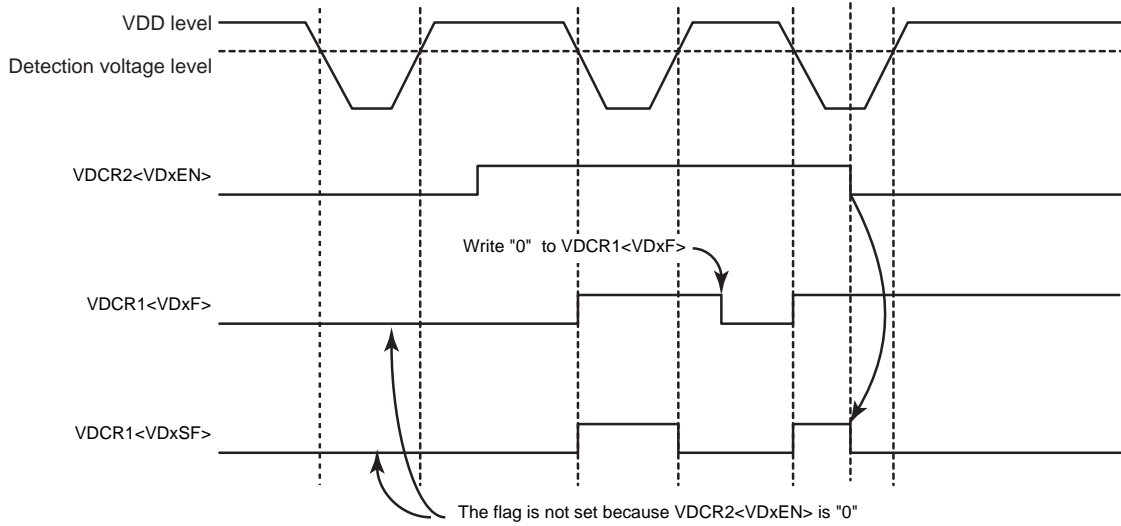 VDD level
Detection voltage level
VDCR2<VDxEN>
Write "0" to VDCR1<VDxF>
VDCR1<VDxF>
VDCR1<VDxSF>
The flag is not set because VDCR2<VDxEN> is "0"